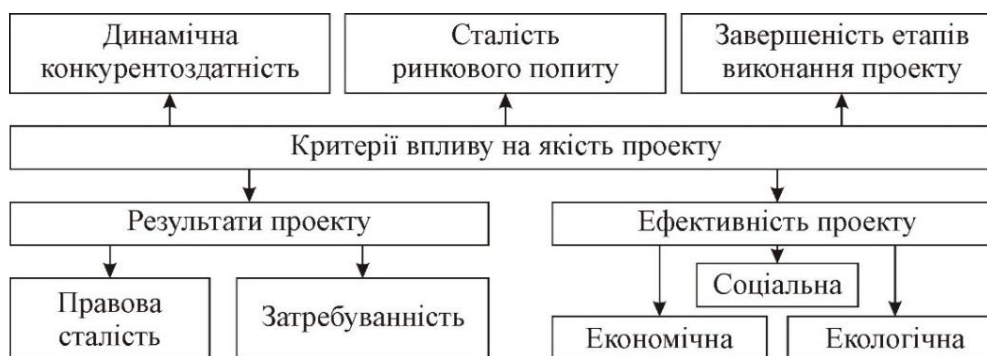 Динамічна
конкурентоздатність
Сталість
ринкового попиту
Завершеність етапів
виконання проекту
Критерії впливу на якість проекту
Результати проекту
Ефективність проекту
Правова
сталість
Затребуванність
Соціальна
Економічна
Екологічна